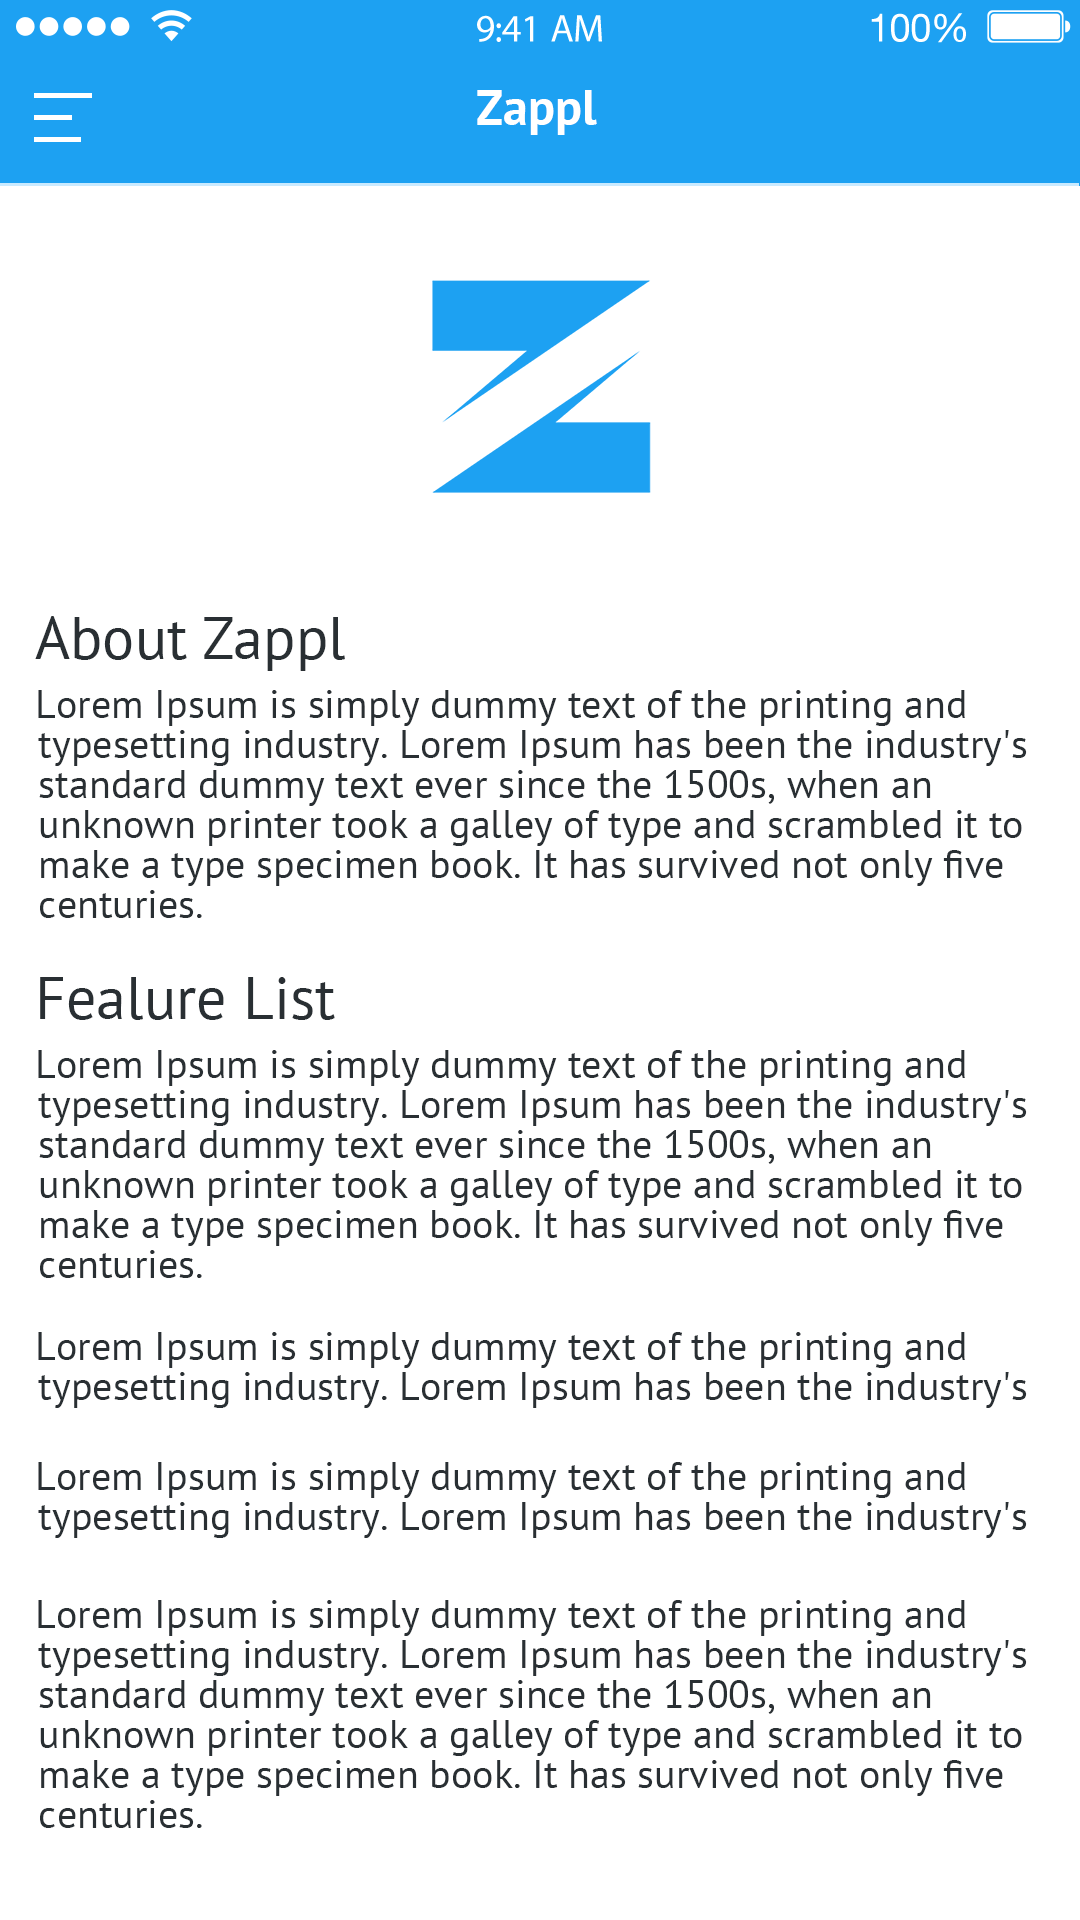 9:41 AM
100%
Zappl
About Zappl
Lorem Ipsum is simply dummy text of the printing and
typesetting industry. Lorem Ipsum has been the industry's
standard dummy text ever since the 1500s, when an
unknown printer took a galley of type and scrambled it to
make a type specimen book. It has survived not only five
centuries.
Fealure List
Lorem Ipsum is simply dummy text of the printing and
typesetting industry. Lorem Ipsum has been the industry's
standard dummy text ever since the 1500s, when an
unknown printer took a galley of type and scrambled it to
make a type specimen book. It has survived not only five
centuries.
Lorem Ipsum is simply dummy text of the printing and
typesetting industry. Lorem Ipsum has been the industry's
Lorem Ipsum is simply dummy text of the printing and
typesetting industry. Lorem Ipsum has been the industry's
Lorem Ipsum is simply dummy text of the printing and
typesetting industry. Lorem Ipsum has been the industry's
standard dummy text ever since the 1500s, when an
unknown printer took a galley of type and scrambled it to
make a type specimen book. It has survived not only five
centuries.